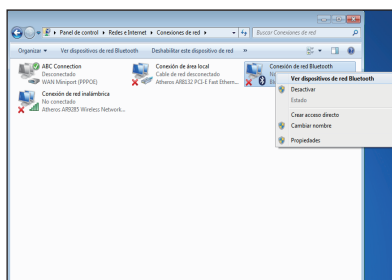 Panel de control ▸ Redes e Internet ▸ Conexiones de red ▸
Buscar Conexiones de red
Organizar
Ver dispositivos de red Bluetooth
Deshabilitar este dispositivo de red
»
ABC Connection
Desconectado
WAN Miniport (PPPOE)
Conexión de área local
Cable de red desconectado
Atheros AR8132 PCI-E Fast Ethern...
Conexión de red Bluetooth
Conexión de red inalámbrica
No conectado
Atheros AR9285 Wireless Network...
Ver dispositivos de red Bluetooth
Desactivar
Estado
Crear acceso directo
Cambiar nombre
Propiedades